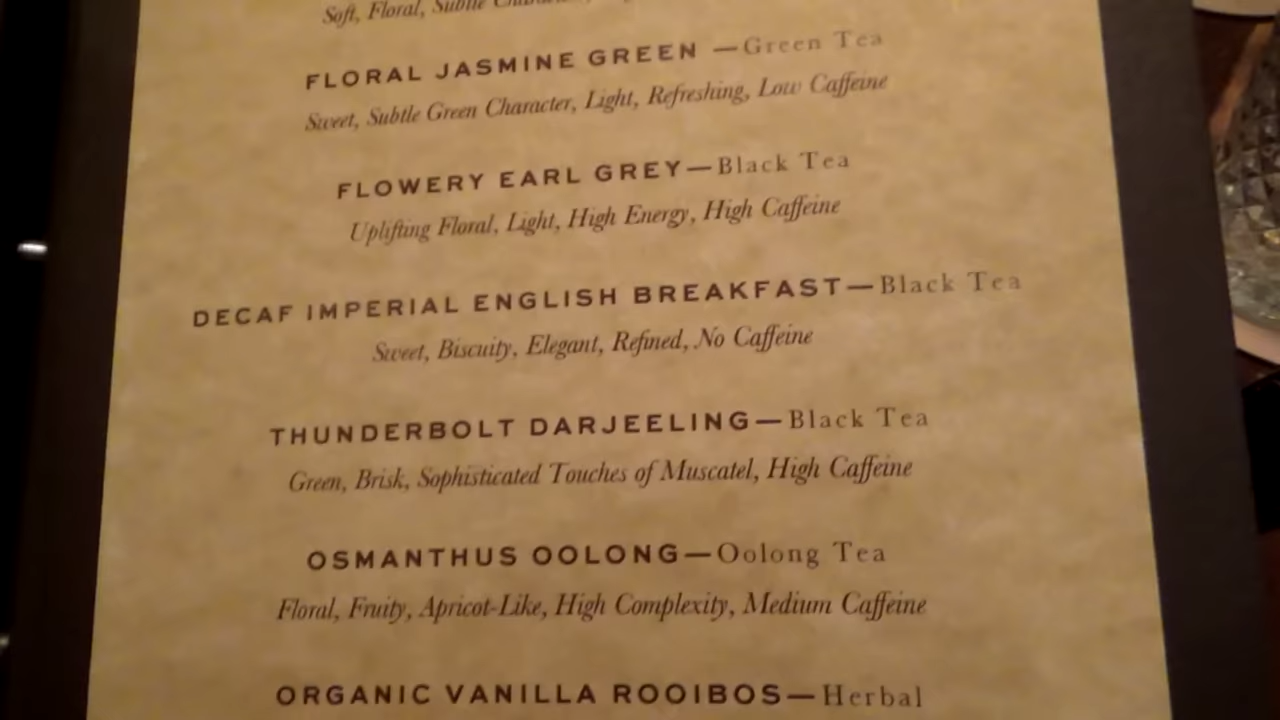 Soft, Floral, Subtle
FLORAL JASMINE GREEN —Green Tea
Sweet, Subtle Green Character, Light, Refreshing, Low Caffeine
FLOWERY EARL GREY—Black Tea
Uplifting Floral, Light, High Energy, High Caffeine
DECAF IMPERIAL ENGLISH BREAKFAST—Black Tea
Sweet, Biscuity, Elegant, Refined, No Caffeine
THUNDERBOLT DARJEELING—Black Tea
Green, Brisk, Sophisticated Touches of Muscatel, High Caffeine
OSMANTHUS OOLONG—Oolong Tea
Floral, Fruity, Apricot-Like, High Complexity, Medium Caffeine
ORGANIC VANILLA ROOIBOS—Herbal